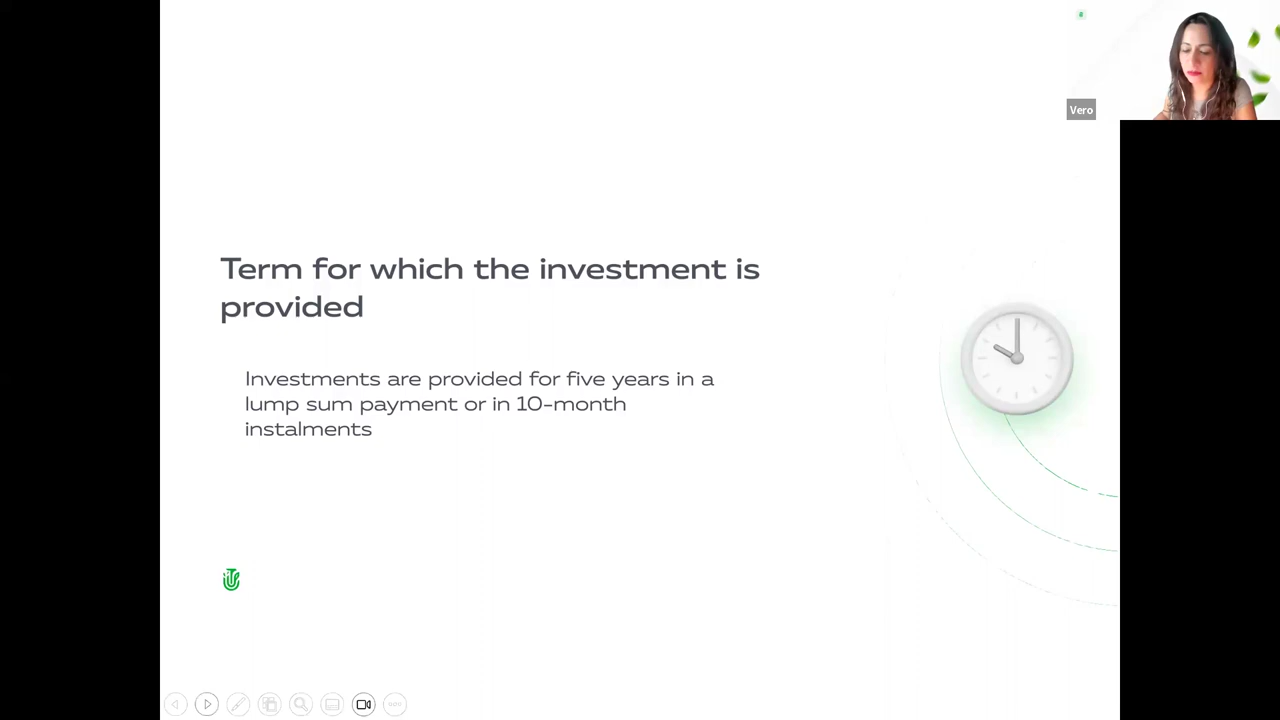 Vero
Term for which the investment is
provided
Investments are provided for five years in a
lump sum payment or in 10-month
instalments